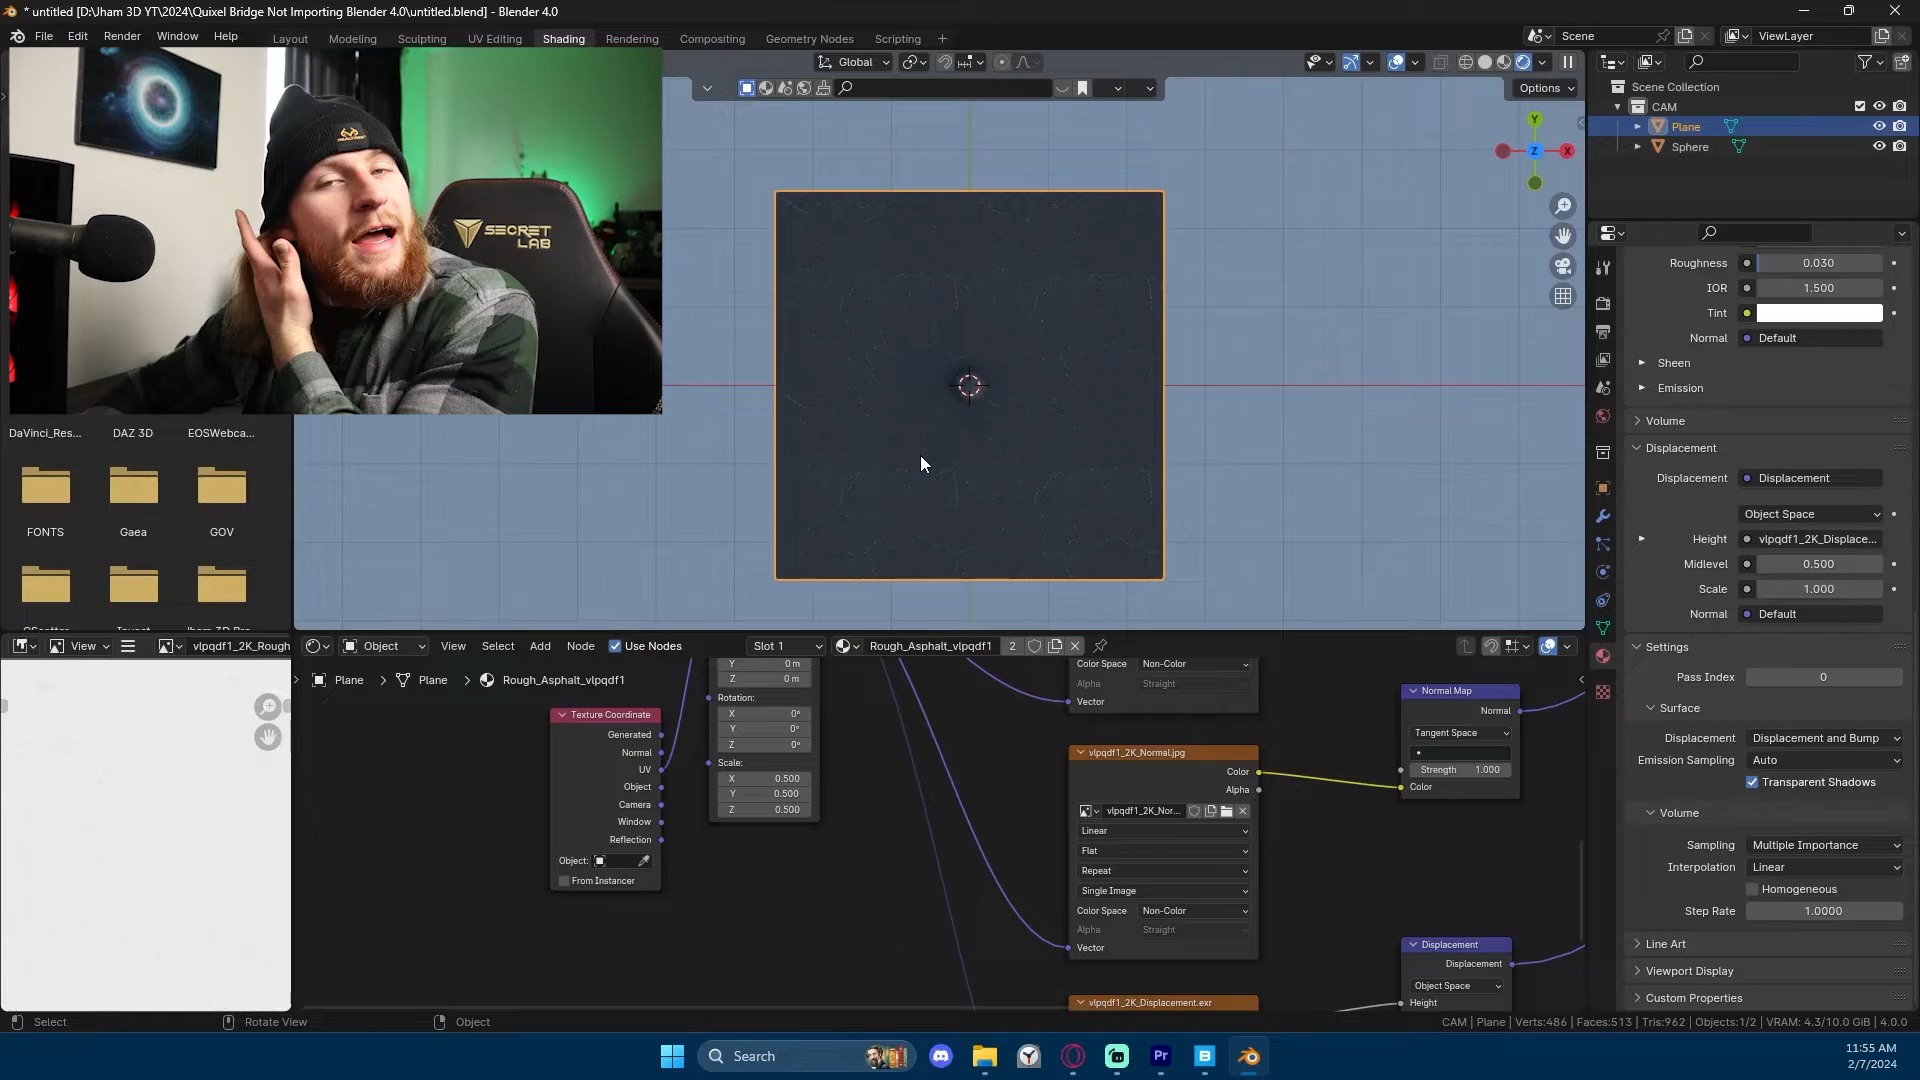 * untitled [D:\Jham 3D YT\2024\Quixel Bridge Not Importing Blender 4.0\untitled.blend] - Blender 4.0
File Edit Render Window Help Layout Modeling Sculpting UV Editing Shading Rendering Compositing Geometry Nodes Scripting +
Scene
ViewLayer
Global
Options
Y
X
Z
REALTREE
SECRET
LAB
DaVinci_Res... DAZ 3D EOSWebca...
FONTS Gaea GOV
Scene Collection
CAM
Plane
Sphere
Roughness 0.030
IOR 1.500
Tint
Normal Default
Sheen
Emission
Volume
Displacement
Displacement Displacement
Object Space
Height vlpqdf1_2K_Displace...
Midlevel 0.500
Scale 1.000
Normal Default
Settings
Pass Index 0
Surface
Displacement Displacement and Bump
Emission Sampling Auto
Transparent Shadows
Volume
Sampling Multiple Importance
Interpolation Linear
Homogeneous
Step Rate 1.0000
Line Art
Viewport Display
Custom Properties
View vlpqdf1_2K_Rough
Object View Select Add Node Use Nodes Slot 1 Rough_Asphalt_vlpqdf1 2
Plane > Plane > Rough_Asphalt_vlpqdf1
Texture Coordinate
Generated
Normal
UV
Object
Camera
Window
Reflection
Object:
From Instancer
Y 0 m
Z 0 m
Rotation:
X 0°
Y 0°
Z 0°
Scale:
X 0.500
Y 0.500
Z 0.500
Color Space Non-Color
Alpha Straight
Vector
vlpqdf1_2K_Normal.jpg
Color
Alpha
vlpqdf1_2K_Nor...
Linear
Flat
Repeat
Single Image
Color Space Non-Color
Alpha Straight
Vector
vlpqdf1_2K_Displacement.exr
Normal Map
Normal
Tangent Space
Strength 1.000
Color
Displacement
Displacement
Object Space
Height
Select Rotate View Object
CAM | Plane | Verts:486 | Faces:513 | Tris:962 | Objects:1/2 | VRAM: 4.3/10.0 GiB | 4.0.0
Search
Pr
11:55 AM
2/7/2024